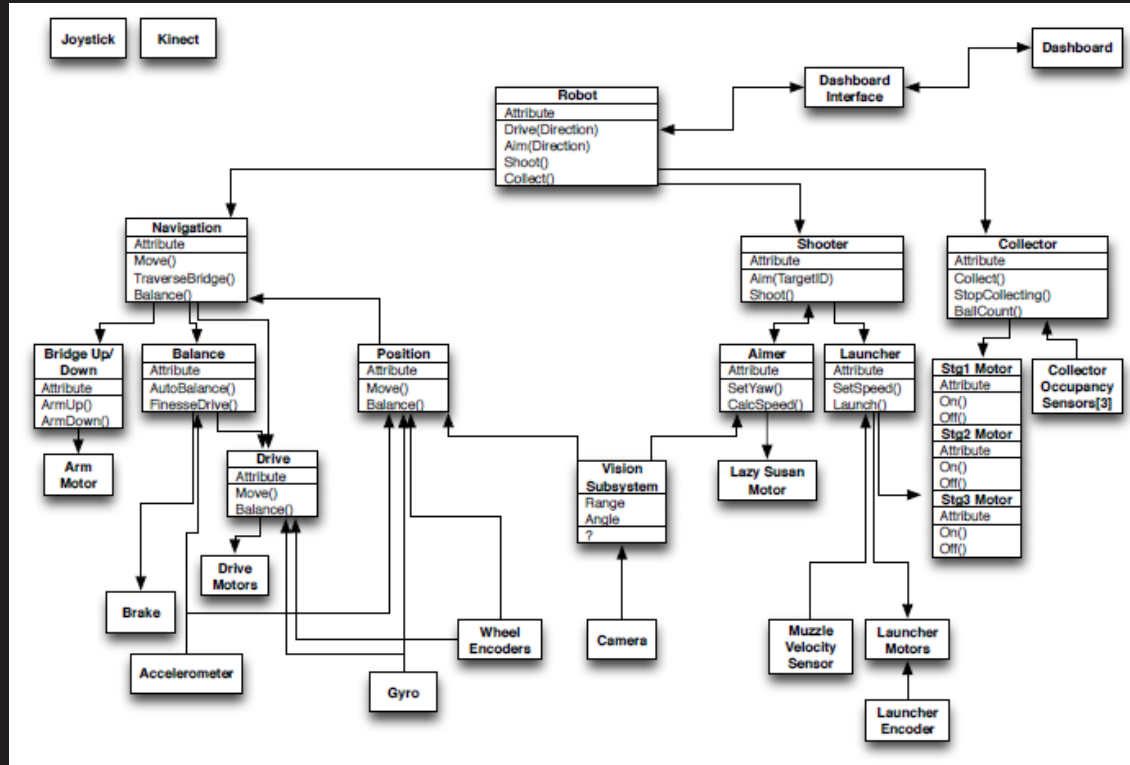 Joystick
Kinect
Dashboard
Dashboard
Interface
Robot
Attribute
Drive(Direction)
Aim(Direction)
Shoot()
Collect()
Navigation
Attribute
Move()
TraverseBridge()
Balance()
Shooter
Attribute
Aim(TargetID)
Shoot()
Collector
Attribute
Collect()
StopCollecting()
BallCount()
Bridge Up/
Down
Attribute
ArmUp()
ArmDown()
Balance
Attribute
AutoBalance()
FinesseDrive()
Position
Attribute
Move()
Balance()
Aimer
Attribute
SetYaw()
CalcSpeed()
Launcher
Attribute
SetSpeed()
Launch()
Stg1 Motor
Attribute
On()
Off()
Stg2 Motor
Attribute
On()
Off()
Stg3 Motor
Attribute
On()
Off()
Collector
Occupancy
Sensors[3]
Arm
Motor
Drive
Attribute
Move()
Balance()
Vision
Subsystem
Range
Angle
?
Lazy Susan
Motor
Drive
Motors
Brake
Wheel
Encoders
Camera
Muzzle
Velocity
Sensor
Launcher
Motors
Accelerometer
Gyro
Launcher
Encoder